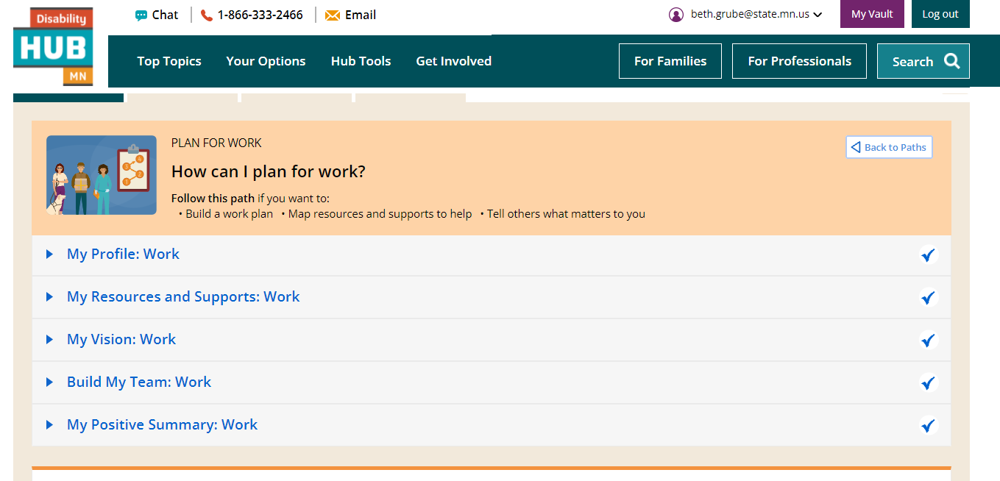 Disability
HUB
MN
Chat
1-866-333-2466
Email
beth.grube@state.mn.us
My Vault
Log out
Top Topics
Your Options
Hub Tools
Get Involved
For Families
For Professionals
Search
PLAN FOR WORK
Back to Paths
How can I plan for work?
Follow this path if you want to:
• Build a work plan • Map resources and supports to help • Tell others what matters to you
My Profile: Work
My Resources and Supports: Work
My Vision: Work
Build My Team: Work
My Positive Summary: Work